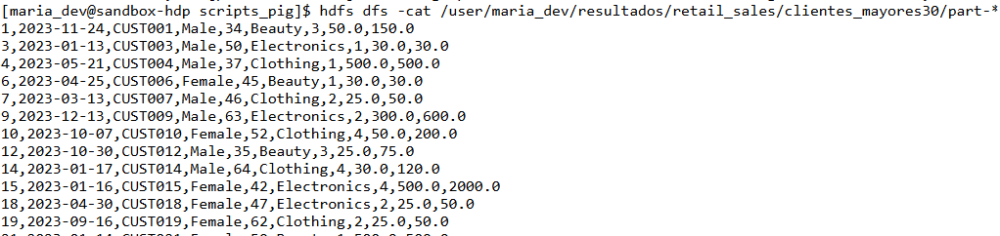 [maria_dev@sandbox-hdp scripts_pig]$ hdfs dfs -cat /user/maria_dev/resultados/retail_sales/clientes_mayores30/part-*
1,2023-11-24,CUST001,Male,34,Beauty,3,50.0,150.0
3,2023-01-13,CUST003,Male,50,Electronics,1,30.0,30.0
4,2023-05-21,CUST004,Male,37,Clothing,1,500.0,500.0
6,2023-04-25,CUST006,Female,45,Beauty,1,30.0,30.0
7,2023-03-13,CUST007,Male,46,Clothing,2,25.0,50.0
9,2023-12-13,CUST009,Male,63,Electronics,2,300.0,600.0
10,2023-10-07,CUST010,Female,52,Clothing,4,50.0,200.0
12,2023-10-30,CUST012,Male,35,Beauty,3,25.0,75.0
14,2023-01-17,CUST014,Male,64,Clothing,4,30.0,120.0
15,2023-01-16,CUST015,Female,42,Electronics,4,500.0,2000.0
18,2023-04-30,CUST018,Female,47,Electronics,2,25.0,50.0
19,2023-09-16,CUST019,Female,62,Clothing,2,25.0,50.0